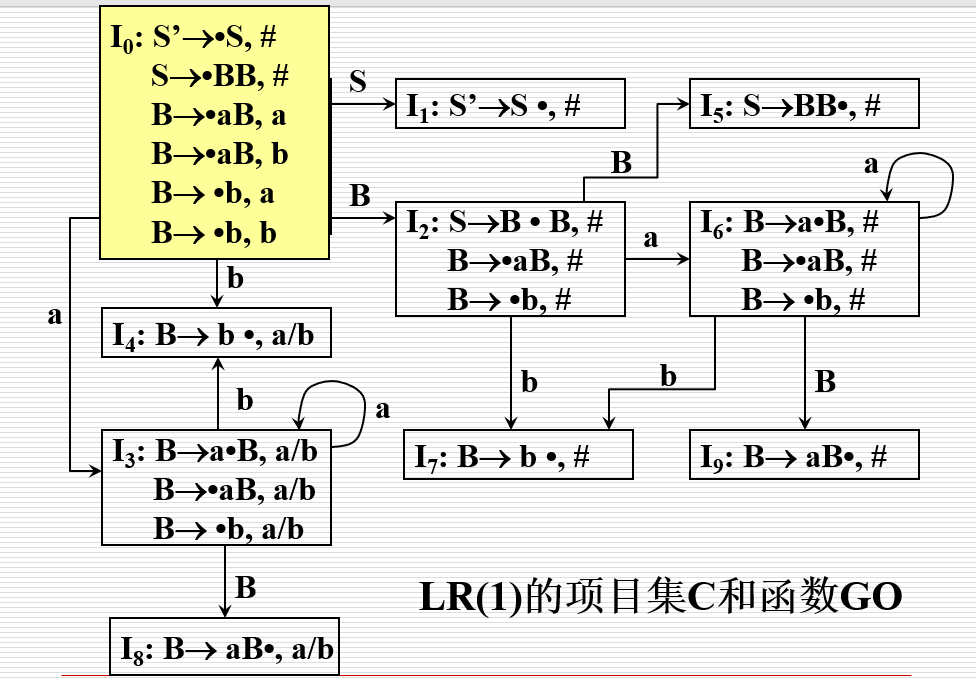 I₀: S’→•S, #
S→•BB, #
B→•aB, a
B→•aB, b
B→ •b, a
B→ •b, b
S
I₁: S’→S •, #
I₅: S→BB•, #
B
B
a
I₂: S→B • B, #
B→•aB, #
B→ •b, #
a
I₆: B→a•B, #
B→•aB, #
B→ •b, #
b
a
I₄: B→ b •, a/b
b
a
b
b
B
I₃: B→a•B, a/b
B→•aB, a/b
B→ •b, a/b
I₇: B→ b •, #
I₉: B→ aB•, #
B
LR(1)的项目集C和函数GO
I₈: B→ aB•, a/b